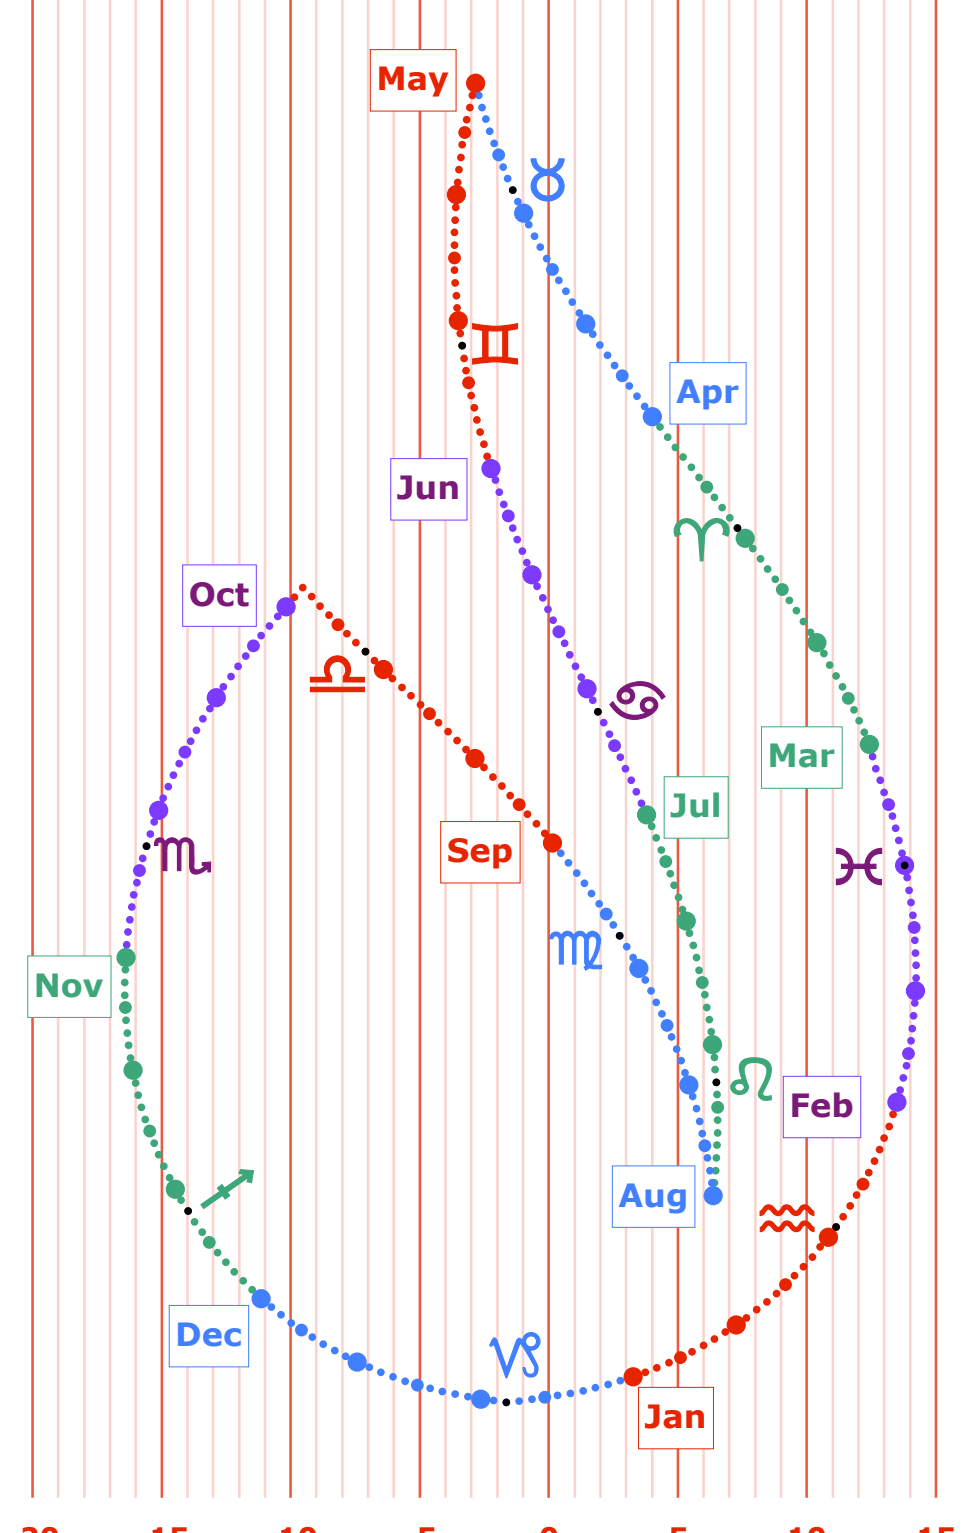 May
♉
Apr
♊
Jun
♈
Oct
♎
♋
Mar
Jul
Sep
♏
♓
♍
Nov
♌
Feb
♐
Aug
♒
Dec
♑
Jan